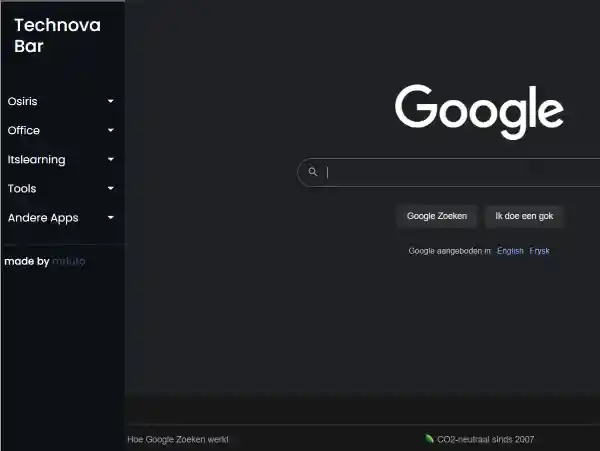 Technova
Bar
Osiris
Office
Itslearning
Tools
Andere Apps
made by
Google
Google Zoeken
Ik doe een gok
Google aangeboden in: English Frysk
Hoe Google Zoeken werkt
CO2-neutraal sinds 2007